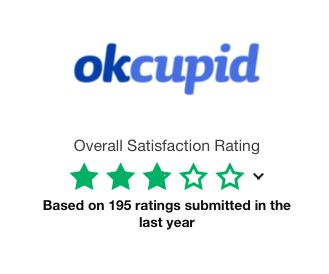 okcupid
Overall Satisfaction Rating
Based on 195 ratings submitted in the
last year